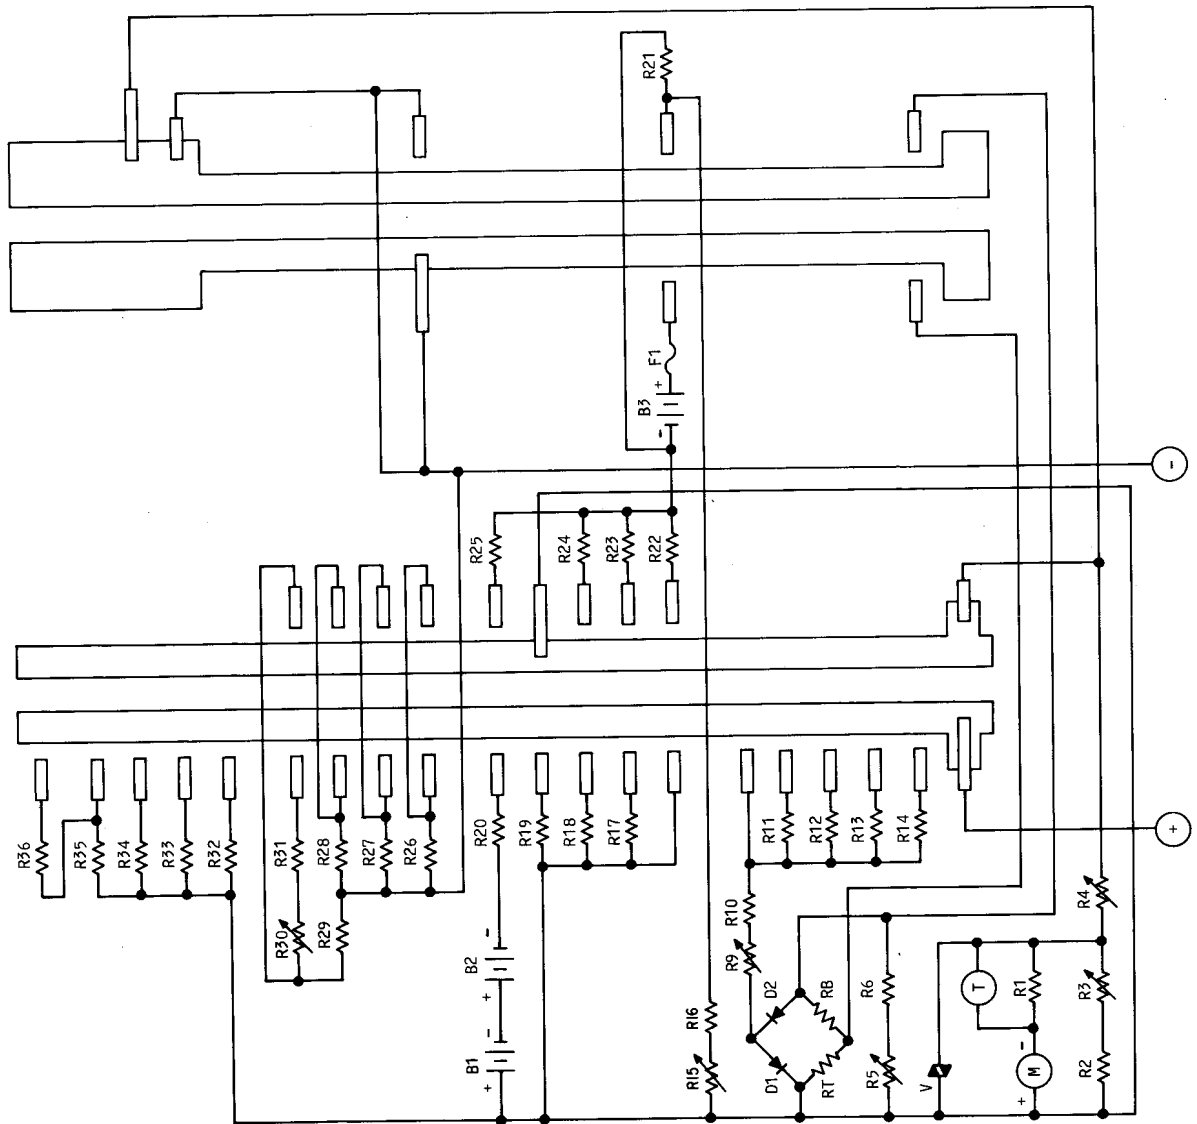 R21
B3
-
+
F1
-
R25
R24
R23
R22
R36
R35
R34
R33
R32
R31
R28
R27
R26
R20
R19
R18
R17
R11
R12
R13
R14
+
R30
R29
B2
+
-
B1
+
-
R16
R15
R10
R9
D2
RB
D1
RT
R6
R5
V
T
R1
M
+
-
R4
R3
R2